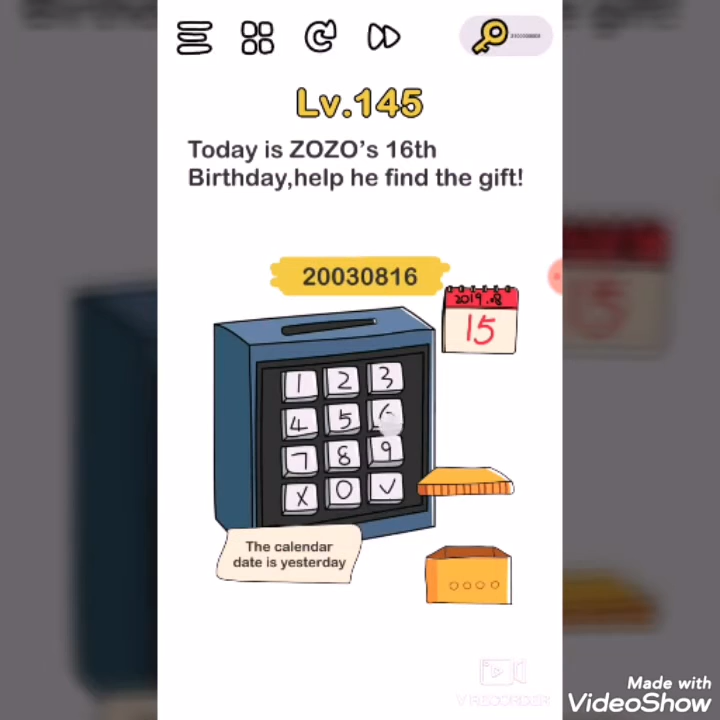 Lv.145
Today is ZOZO's 16th
Birthday,help he find the gift!
20030816
2019.8
15
1 2 3
4 5 6
7 8 9
X 0 V
The calendar
date is yesterday
V RECORDER
Made with
VideoShow